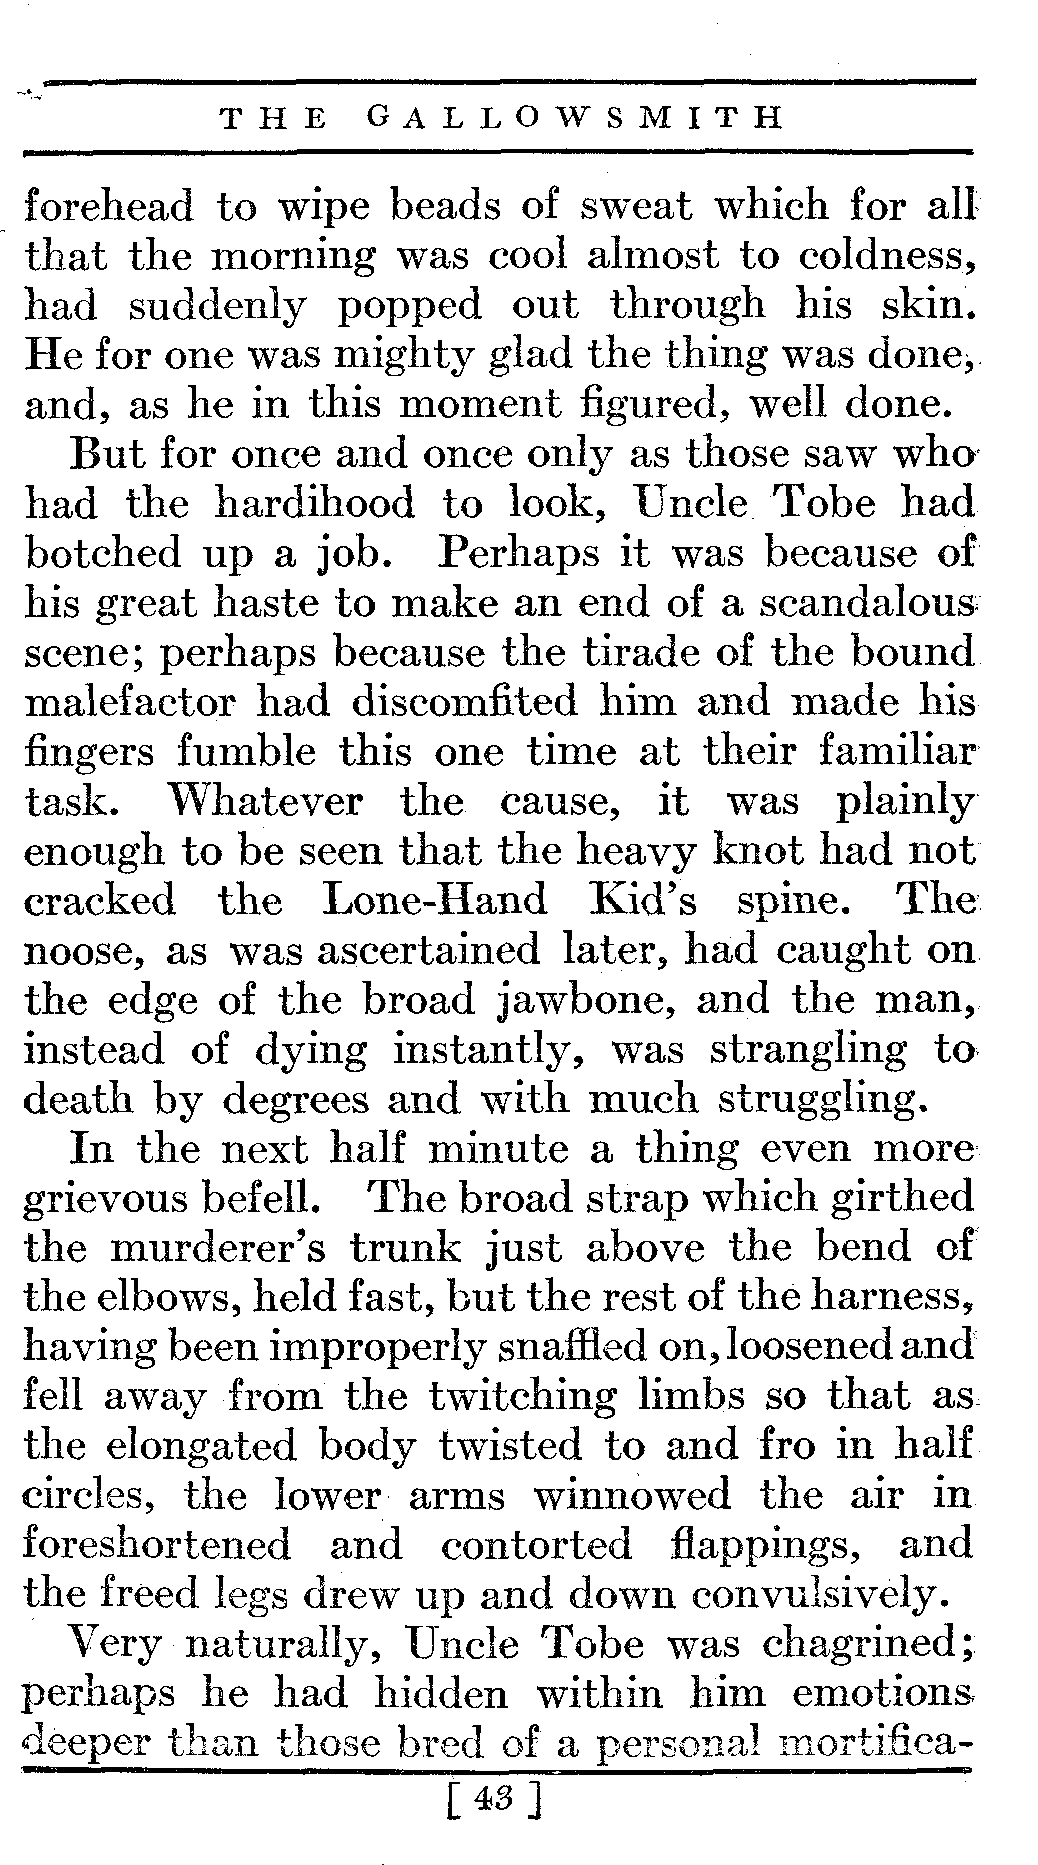 THE GALLOWSMITH
forehead to wipe beads of sweat which for all
that the morning was cool almost to coldness,
had suddenly popped out through his skin.
He for one was mighty glad the thing was done,
and, as he in this moment figured, well done.
But for once and once only as those saw who
had the hardihood to look, Uncle Tobe had
botched up a job. Perhaps it was because of
his great haste to make an end of a scandalous
scene; perhaps because the tirade of the bound
malefactor had discomfited him and made his
fingers fumble this one time at their familiar
task. Whatever the cause, it was plainly
enough to be seen that the heavy knot had not
cracked the Lone-Hand Kid's spine. The
noose, as was ascertained later, had caught on
the edge of the broad jawbone, and the man,
instead of dying instantly, was strangling to
death by degrees and with much struggling.
In the next half minute a thing even more
grievous befell. The broad strap which girthed
the murderer's trunk just above the bend of
the elbows, held fast, but the rest of the harness,
having been improperly snaffled on, loosened and
fell away from the twitching limbs so that as
the elongated body twisted to and fro in half
circles, the lower arms winnowed the air in
foreshortened and contorted flappings, and
the freed legs drew up and down convulsively.
Very naturally, Uncle Tobe was chagrined;
perhaps he had hidden within him emotions
deeper than those bred of a personal mortifica-
[ 43 ]